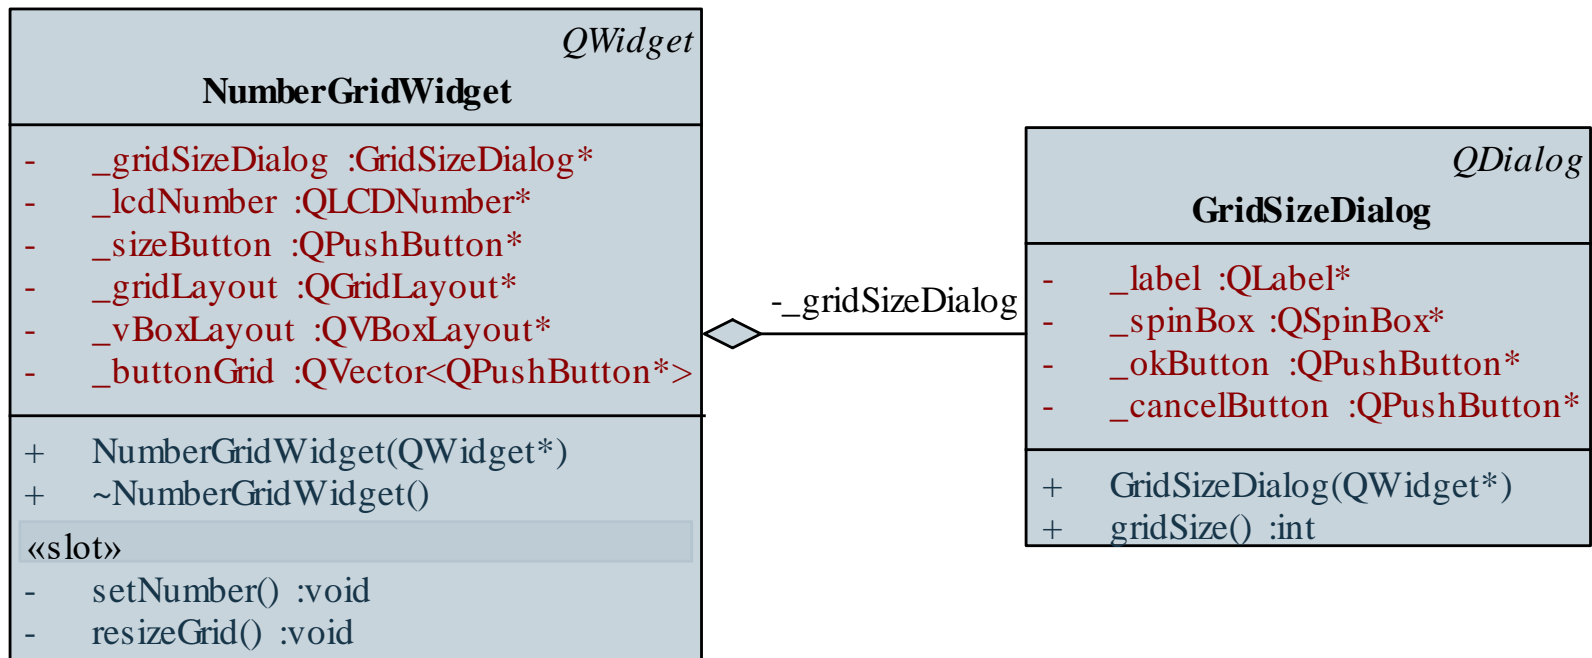 QWidget
NumberGridWidget
- _gridSizeDialog :GridSizeDialog*
- _lcdNumber :QLCDNumber*
- _sizeButton :QPushButton*
- _gridLayout :QGridLayout*
- _vBoxLayout :QVBoxLayout*
- _buttonGrid :QVector<QPushButton*>
+ NumberGridWidget(QWidget*)
+ ~NumberGridWidget()
«slot»
- setNumber() :void
- resizeGrid() :void
-_gridSizeDialog
QDialog
GridSizeDialog
- _label :QLabel*
- _spinBox :QSpinBox*
- _okButton :QPushButton*
- _cancelButton :QPushButton*
+ GridSizeDialog(QWidget*)
+ gridSize() :int